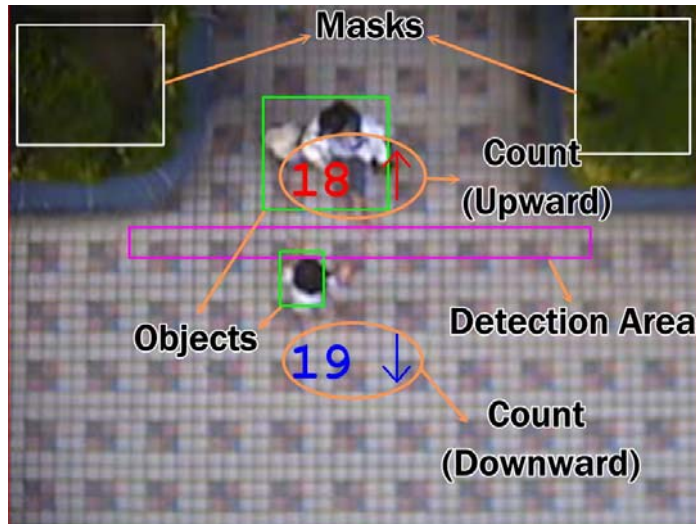 Masks
Count
(Upward)
18 ↑
Detection Area
Objects
19 ↓
Count
(Downward)